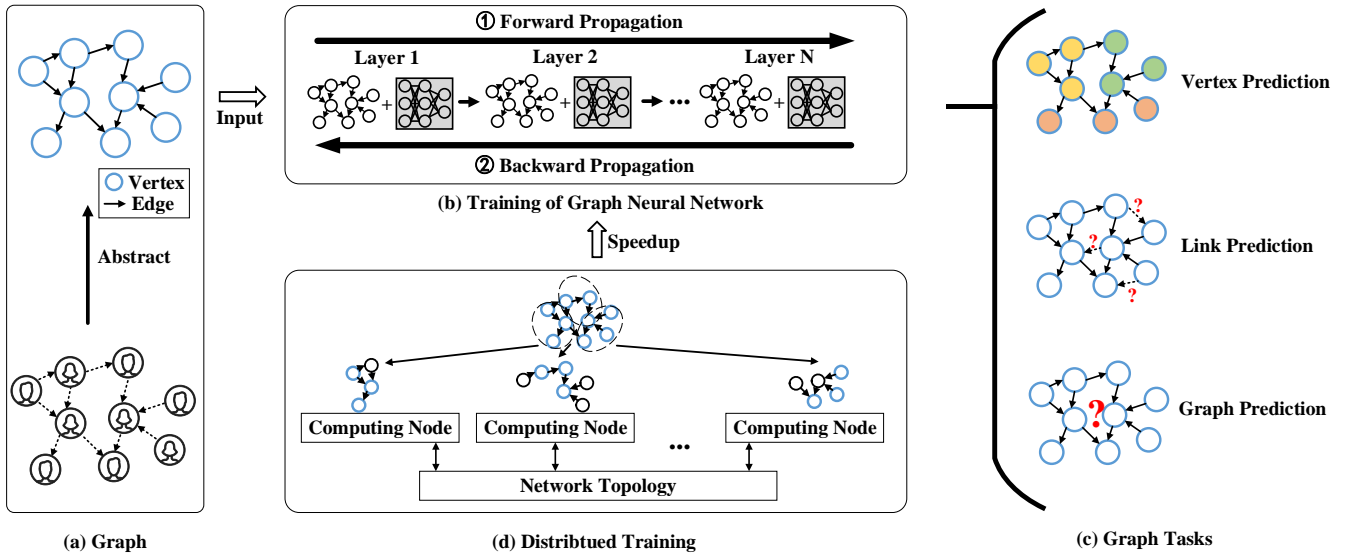 Vertex
Edge
Abstract
(a) Graph
Input
① Forward Propagation
Layer 1
Layer 2
Layer N
+
+
...
+
② Backward Propagation
(b) Training of Graph Neural Network
Speedup
Computing Node
Computing Node
...
Computing Node
Network Topology
(d) Distribtued Training
Vertex Prediction
?
?
?
Link Prediction
?
Graph Prediction
(c) Graph Tasks